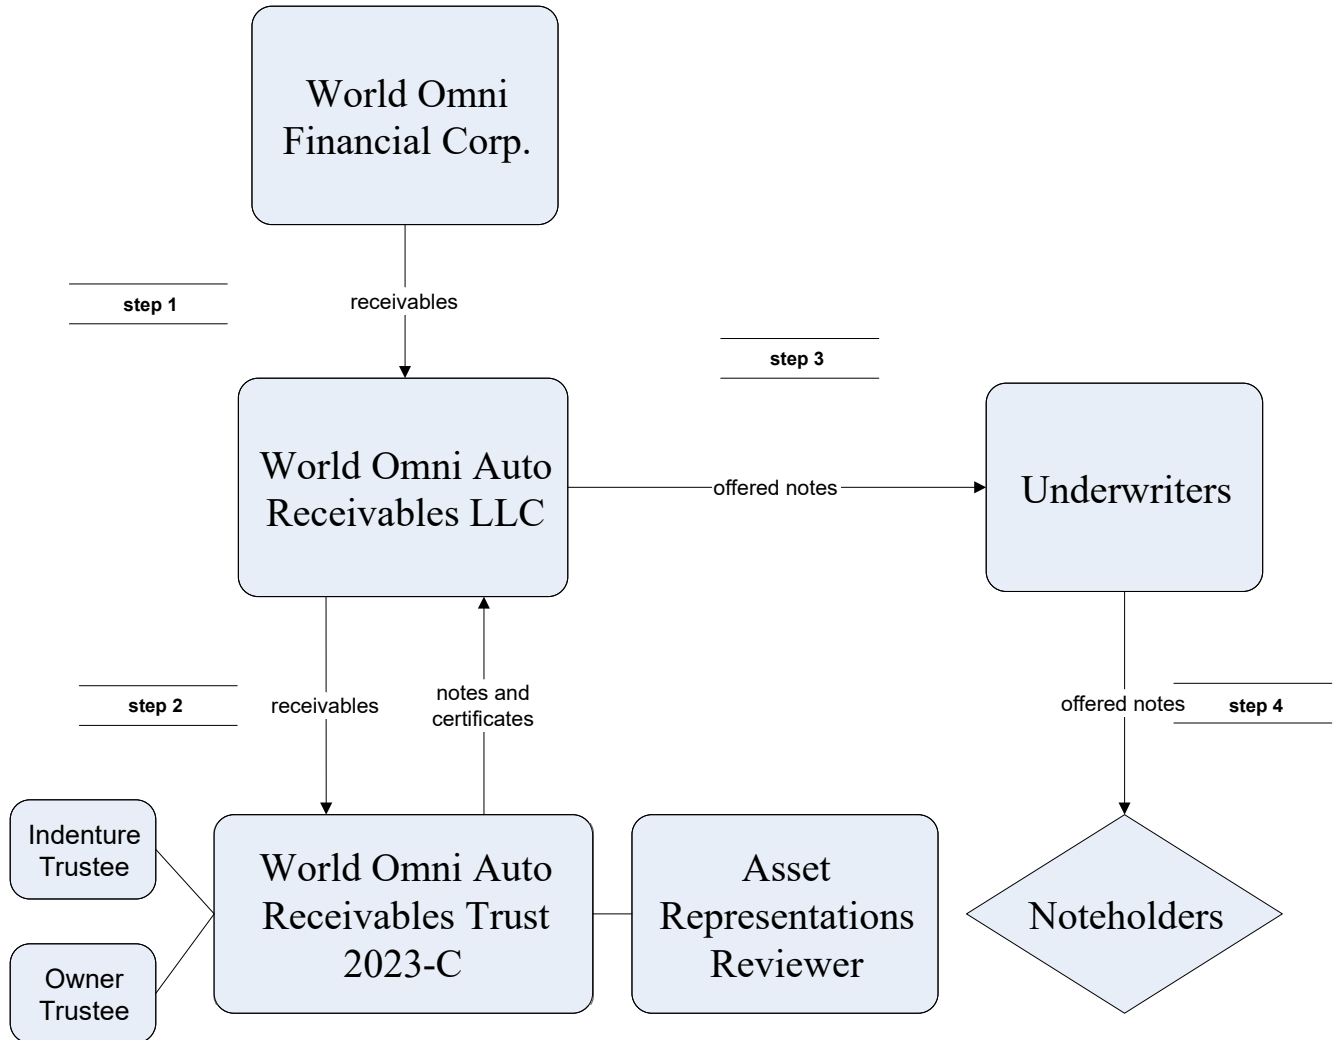 World Omni
Financial Corp.
step 1
receivables
step 3
World Omni Auto
Receivables LLC
offered notes
Underwriters
step 2
receivables
notes and
certificates
offered notes
step 4
Indenture
Trustee
Owner
Trustee
World Omni Auto
Receivables Trust
2023-C
Asset
Representations
Reviewer
Noteholders